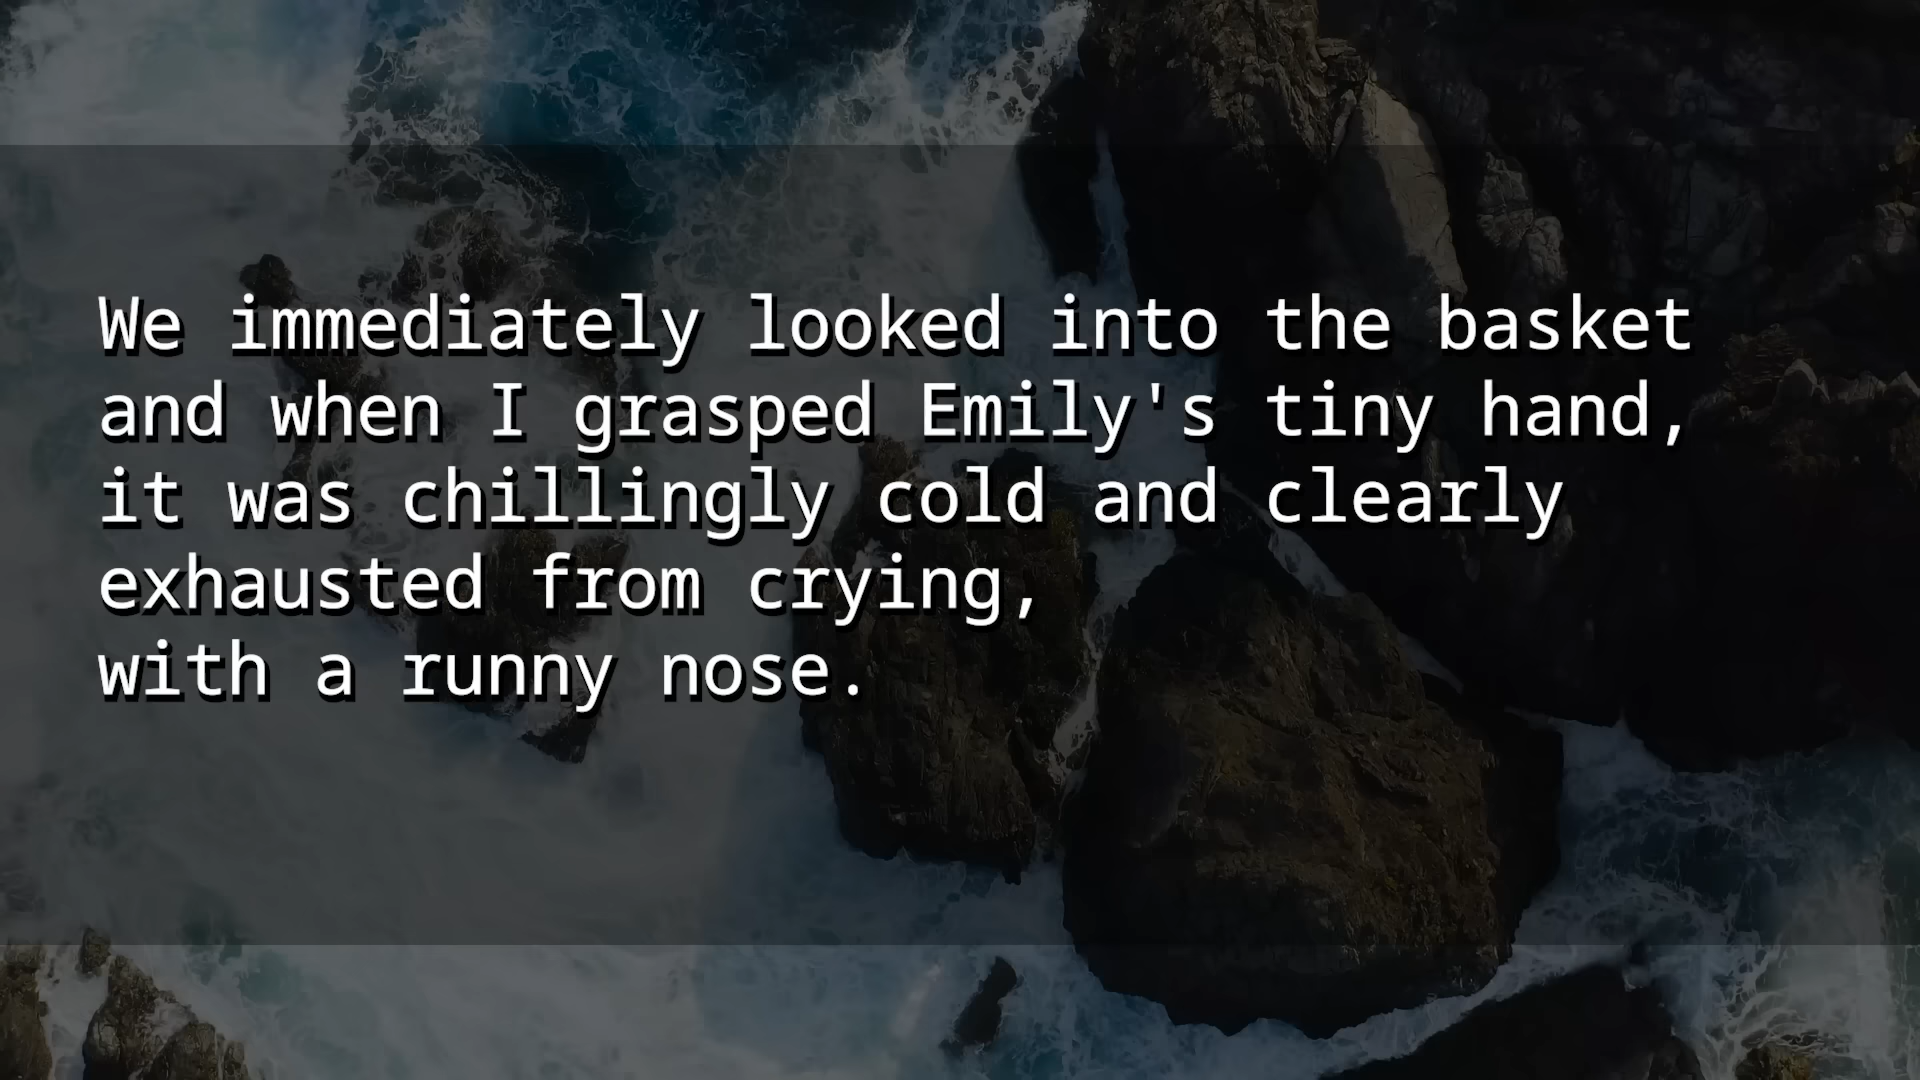 We immediately looked into the basket
and when I grasped Emily's tiny hand,
it was chillingly cold and clearly
exhausted from crying,
with a runny nose.